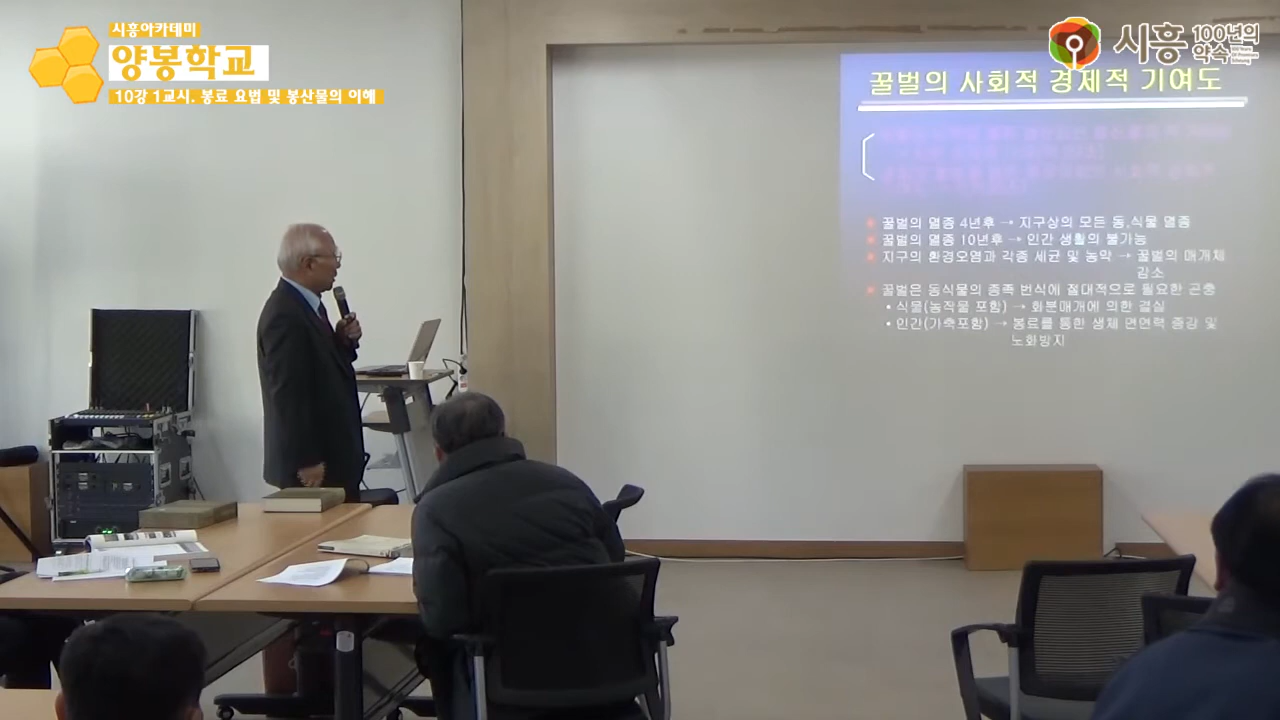 시흥아카데미
양봉학교
10강 1교시. 봉료 요법 및 봉산물의 이해
시흥 100년의
약속
꿀벌의 사회적 경제적 기여도
꿀벌의 멸종 4년후 → 지구상의 모든 동,식물 멸종
꿀벌의 멸종 10년후 → 인간 생활의 불가능
지구의 환경오염과 각종 세균 및 농약 → 꿀벌의 매개체
감소
꿀벌은 동식물의 종족 번식에 절대적으로 필요한 곤충
• 식물(농작물 포함) → 화분매개에 의한 결실
• 인간(가축포함) → 봉료를 통한 생체 면연력 증강 및
노화방지